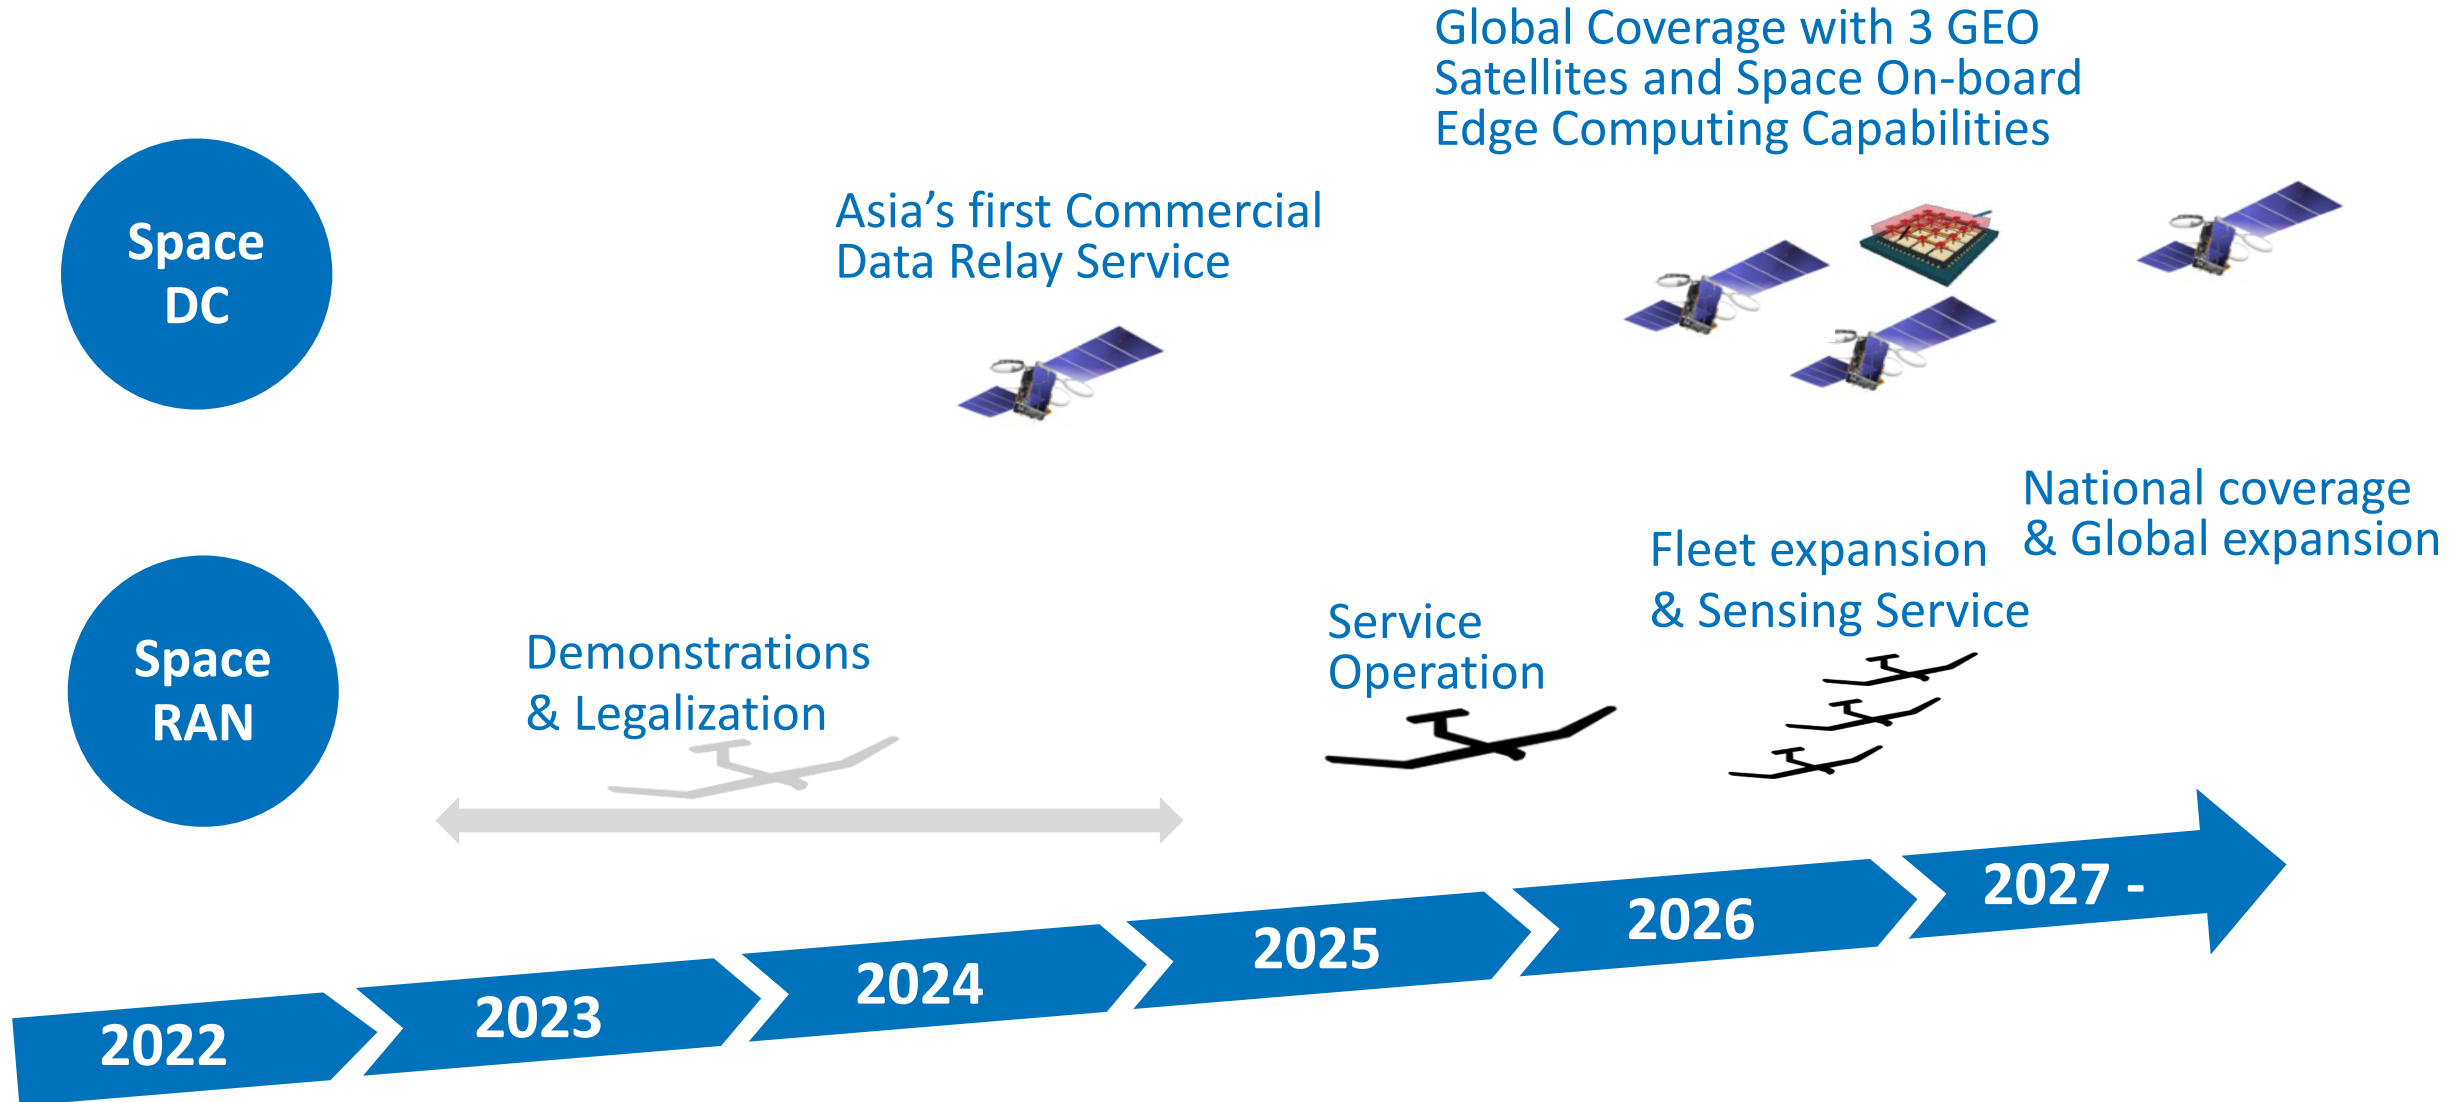 Global Coverage with 3 GEO
Satellites and Space On-board
Edge Computing Capabilities
Space
DC
Asia’s first Commercial
Data Relay Service
National coverage
& Global expansion
Fleet expansion
& Sensing Service
Service
Operation
Space
RAN
Demonstrations
& Legalization
2022
2023
2024
2025
2026
2027 -